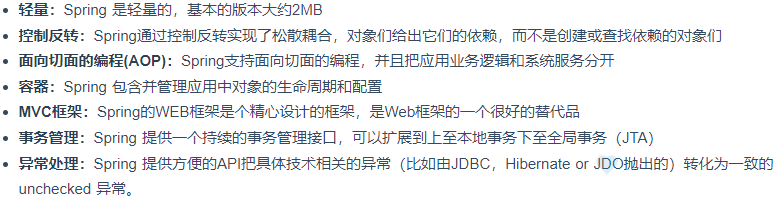 轻量：Spring 是轻量的，基本的版本大约2MB
控制反转：Spring通过控制反转实现了松散耦合，对象们给出它们的依赖，而不是创建或查找依赖的对象们
面向切面的编程(AOP)：Spring支持面向切面的编程，并且把应用业务逻辑和系统服务分开
容器：Spring 包含并管理应用中对象的生命周期和配置
MVC框架：Spring的WEB框架是个精心设计的框架，是Web框架的一个很好的替代品
事务管理：Spring 提供一个持续的事务管理接口，可以扩展到上至本地事务下至全局事务（JTA）
异常处理：Spring 提供方便的API把具体技术相关的异常（比如由JDBC，Hibernate or JDO抛出的）转化为一致的
unchecked 异常。